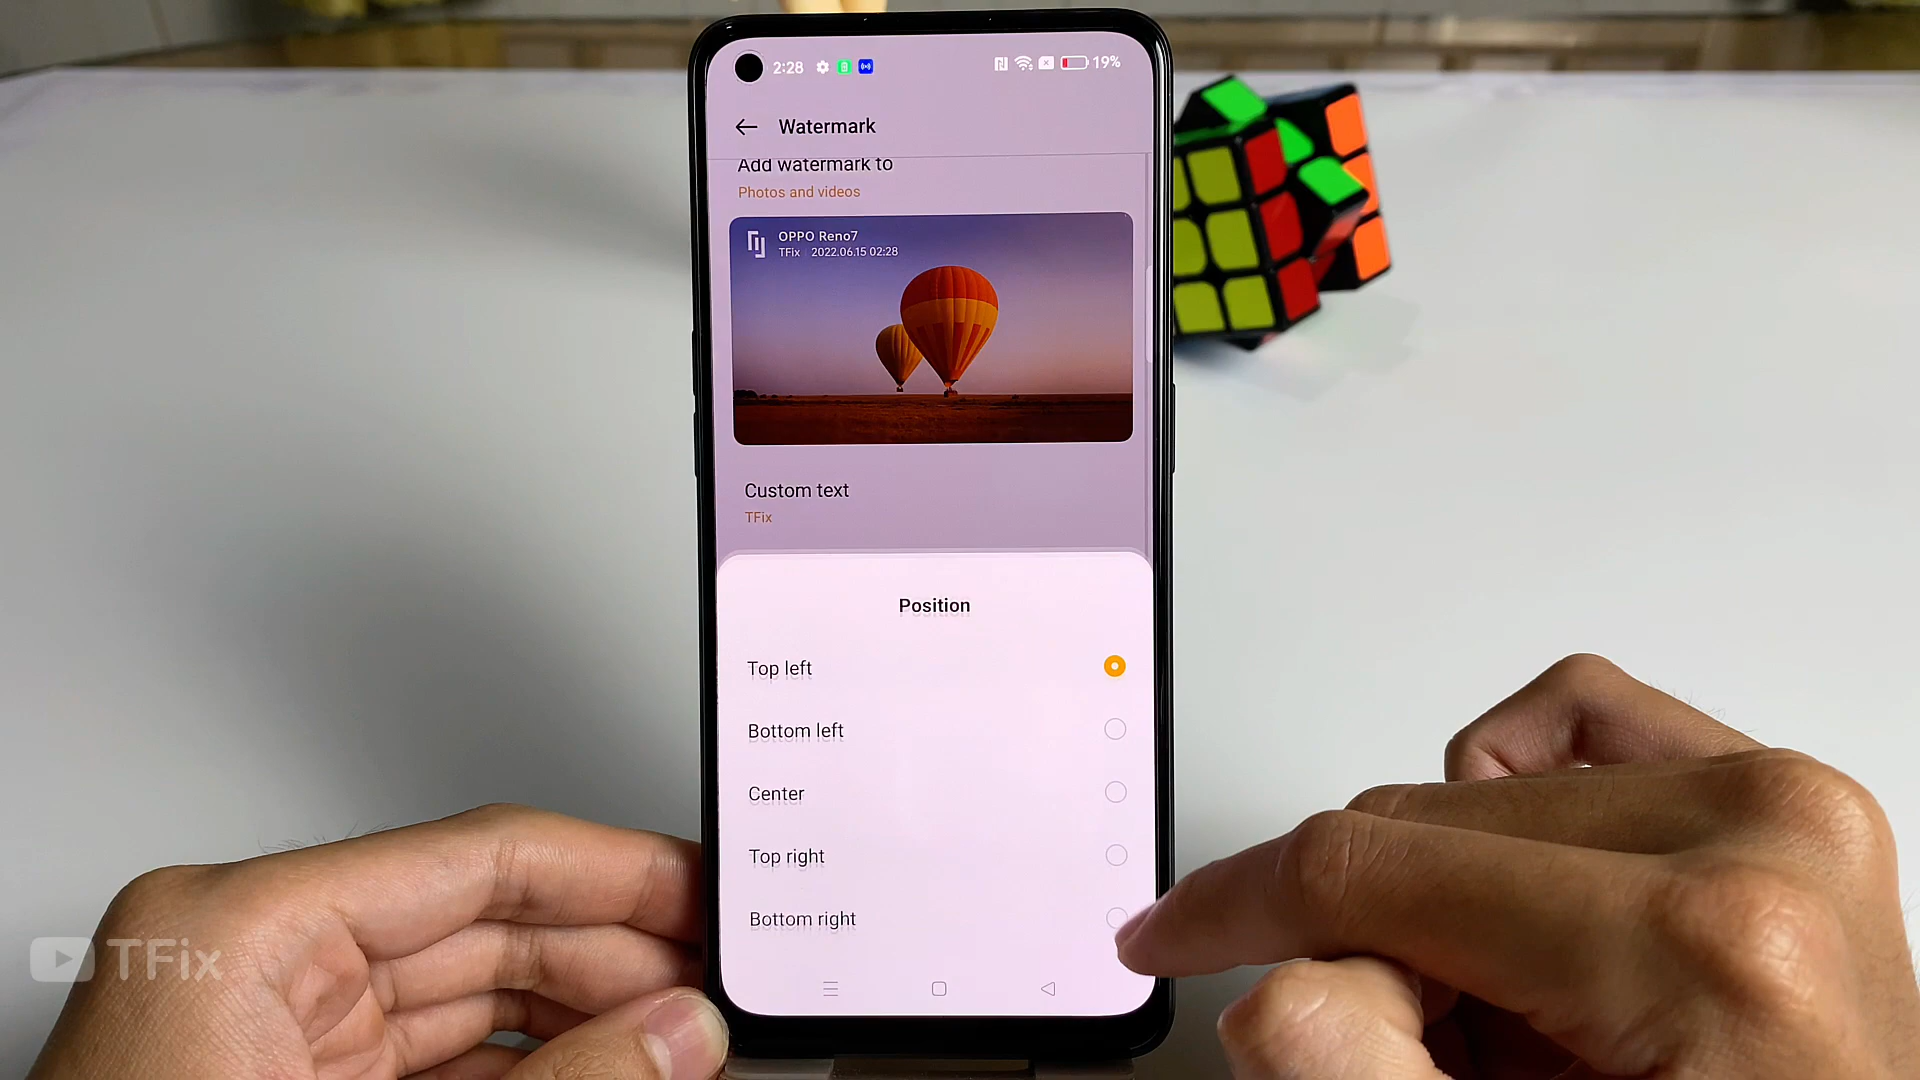 2:28
19%
Watermark
Add watermark to
Photos and videos
OPPO Reno7
TFix 2022.06.15 02:28
Custom text
TFix
Position
Top left
Bottom left
Center
Top right
Bottom right
TFix